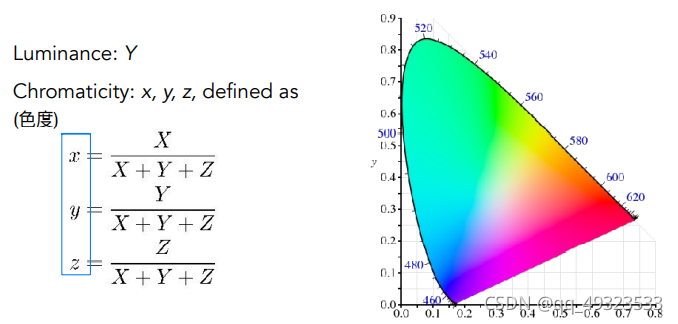 Luminance: Y
Chromaticity: x, y, z, defined as
(色度)
x = X / (X + Y + Z)
y = Y / (X + Y + Z)
z = Z / (X + Y + Z)
0.9
0.8
0.7
0.6
0.5
0.4
0.3
0.2
0.1
0.0
y
520
540
560
500
580
600
620
480
460
0.0 0.1 0.2 0.3 0.4 0.5 0.6 0.7 0.8
CSDN @qq_49323533